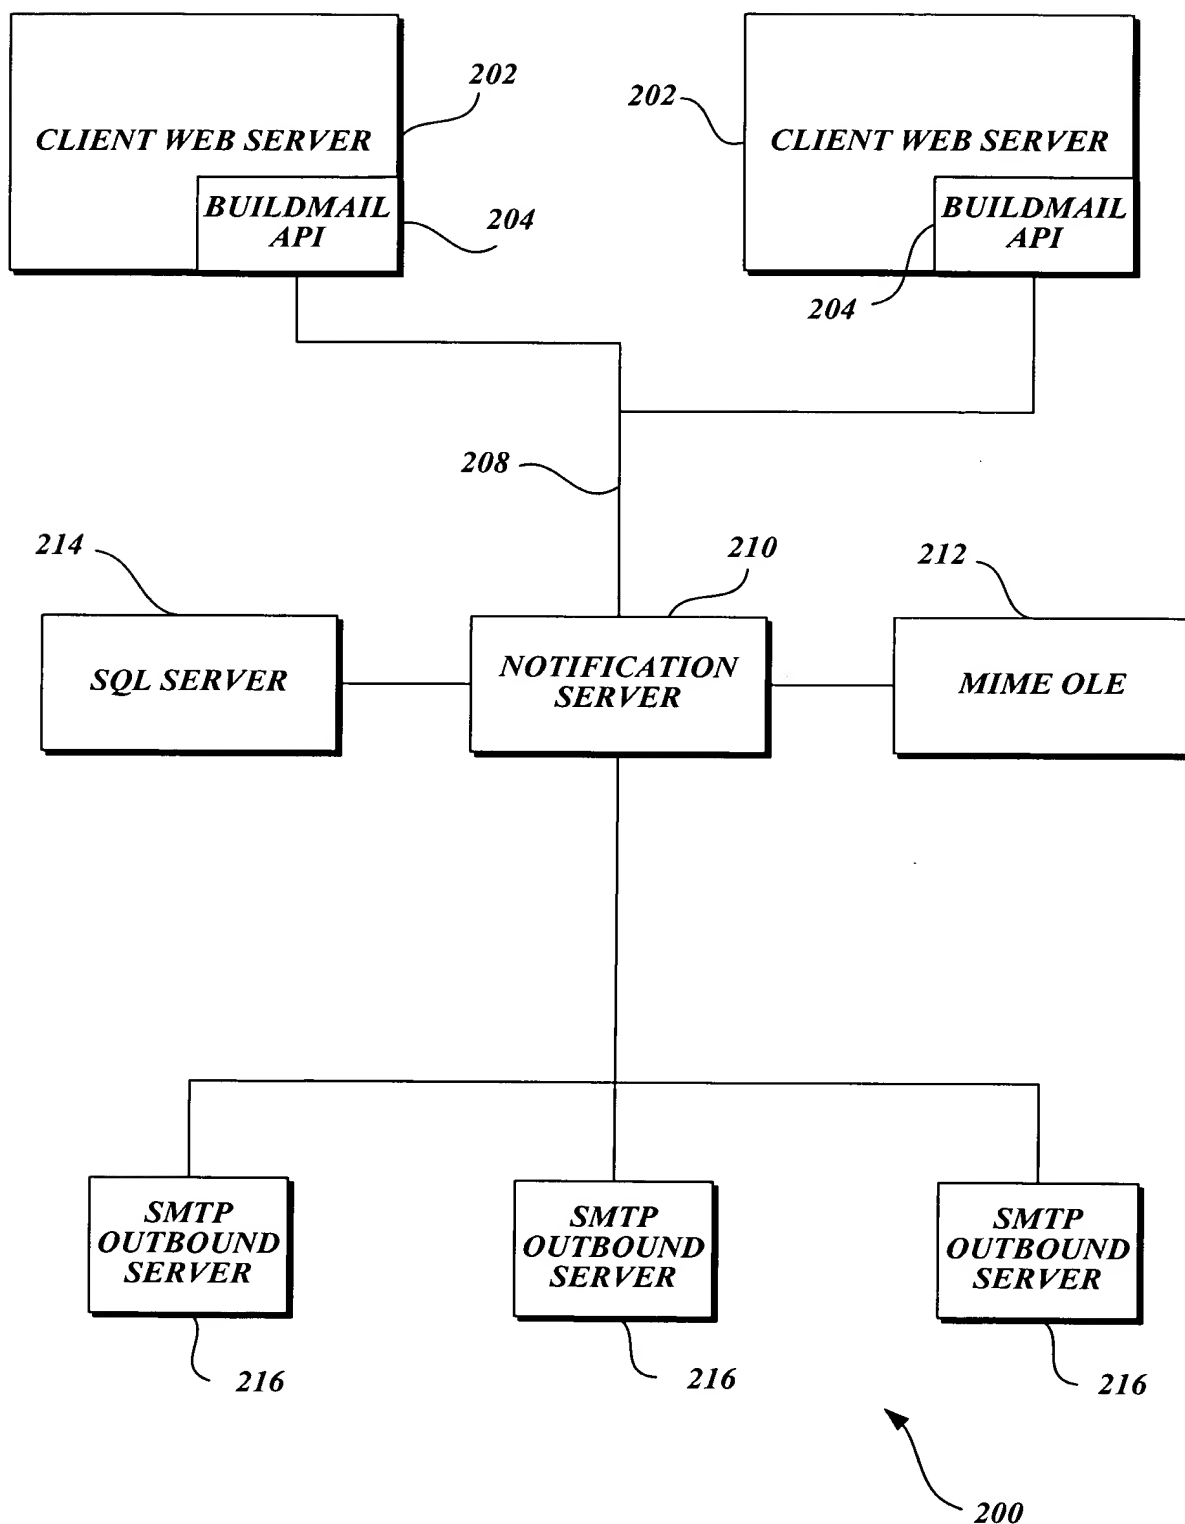 202
202
CLIENT WEB SERVER
CLIENT WEB SERVER
BUILDMAIL
API
204
BUILDMAIL
API
204
208
214
210
212
SQL SERVER
NOTIFICATION
SERVER
MIME OLE
SMTP
OUTBOUND
SERVER
SMTP
OUTBOUND
SERVER
SMTP
OUTBOUND
SERVER
216
216
216
200